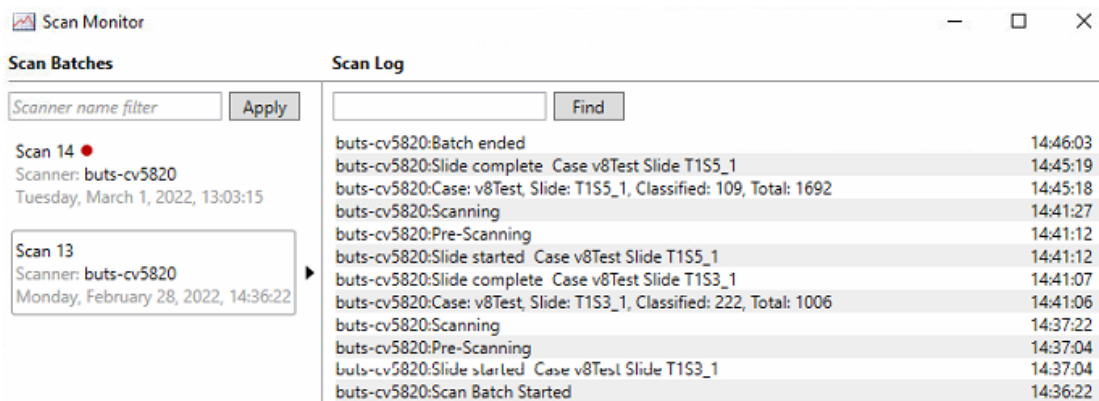 Scan Monitor
Scan Batches
Scanner name filter Apply
Scan 14
Scanner: buts-cv5820
Tuesday, March 1, 2022, 13:03:15
Scan 13
Scanner: buts-cv5820
Monday, February 28, 2022, 14:36:22
Scan Log
Find
buts-cv5820:Batch ended 14:46:03
buts-cv5820:Slide complete Case v8Test Slide T1S5_1 14:45:19
buts-cv5820:Case: v8Test, Slide: T1S5_1, Classified: 109, Total: 1692 14:45:18
buts-cv5820:Scanning 14:41:27
buts-cv5820:Pre-Scanning 14:41:12
buts-cv5820:Slide started Case v8Test Slide T1S5_1 14:41:12
buts-cv5820:Slide complete Case v8Test Slide T1S3_1 14:41:07
buts-cv5820:Case: v8Test, Slide: T1S3_1, Classified: 222, Total: 1006 14:41:06
buts-cv5820:Scanning 14:37:22
buts-cv5820:Pre-Scanning 14:37:04
buts-cv5820:Slide started Case v8Test Slide T1S3_1 14:37:04
buts-cv5820:Scan Batch Started 14:36:22